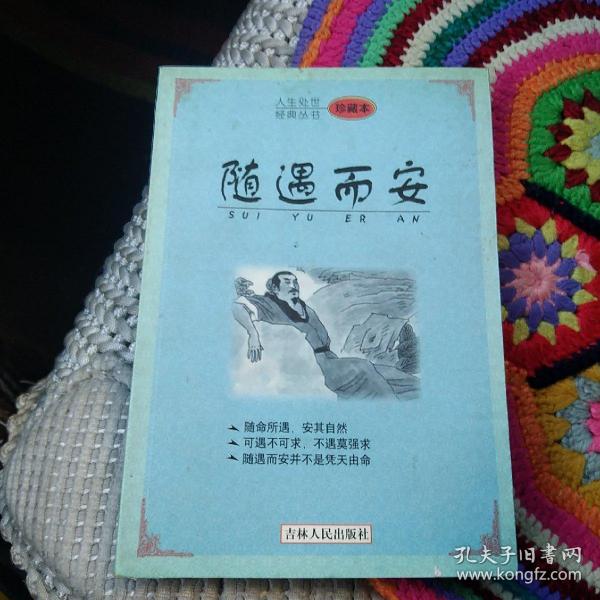 人生处世
经典丛书
珍藏本
随遇而安
SUI YU ER AN
随命所遇，安其自然
可遇不可求，不遇莫强求
随遇而安并不是凭天由命
吉林人民出版社
孔夫子旧书网
www.kongfz.com